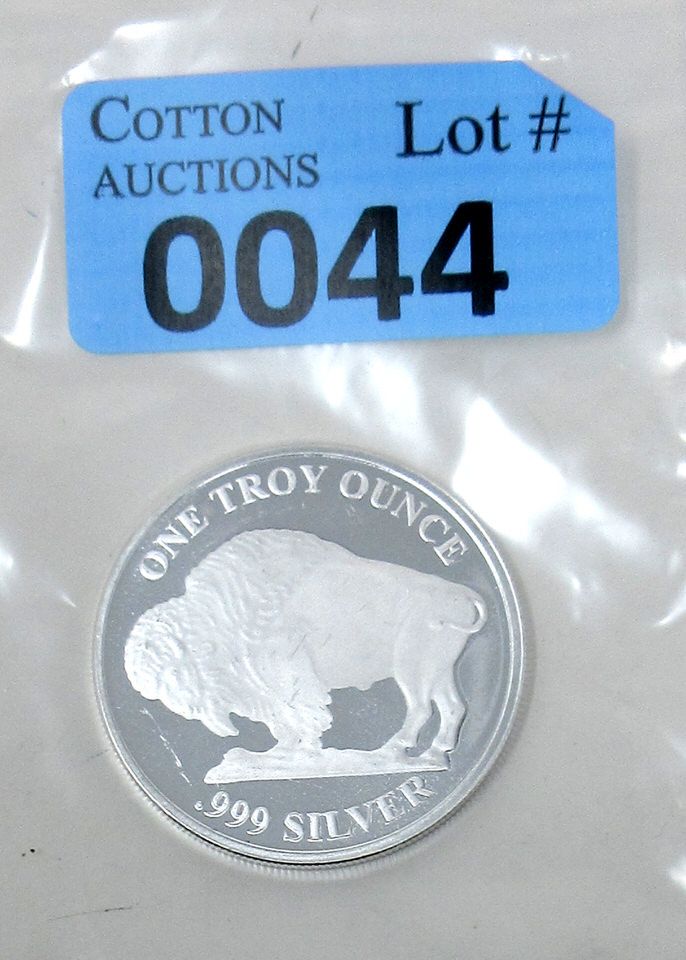 COTTON
AUCTIONS
Lot #
0044
ONE TROY OUNCE
.999 SILVER